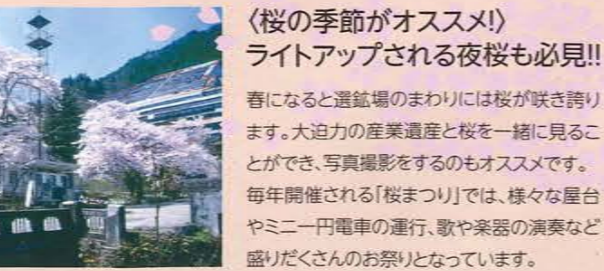 〈桜の季節がオススメ!〉
ライトアップされる夜桜も必見!!
春になると選鉱場のまわりには桜が咲き誇り
ます。大迫力の産業遺産と桜を一緒に見るこ
とができ、写真撮影をするのもオススメです。
毎年開催される「桜まつり」では、様々な屋台
やミニ一円電車の運行、歌や楽器の演奏など
盛りだくさんのお祭りとなっています。